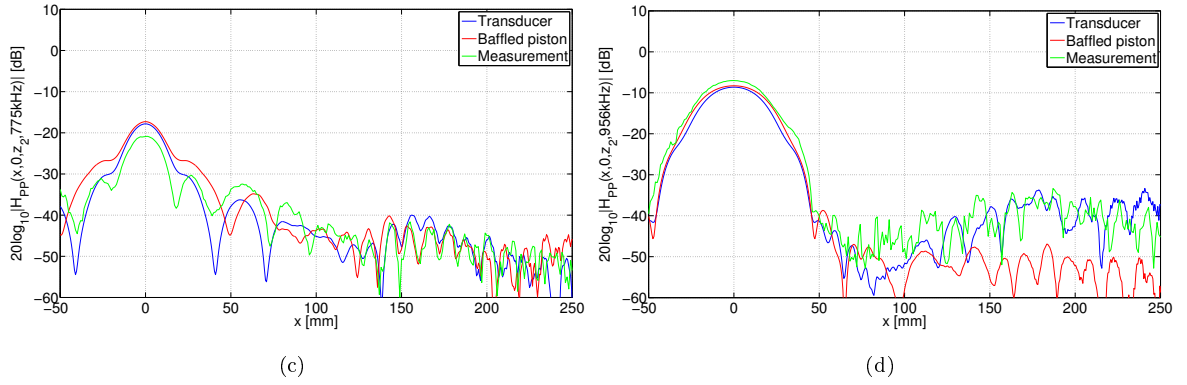 10
0
−10
−20
−30
−40
−50
−60
20log10|HPP(x,0,z2,775kHz)| [dB]
Transducer
Baffled piston
Measurement
−50 0 50 100 150 200 250
x [mm]
(c)
10
0
−10
−20
−30
−40
−50
−60
20log10|HPP(x,0,z2,956kHz)| [dB]
Transducer
Baffled piston
Measurement
−50 0 50 100 150 200 250
x [mm]
(d)